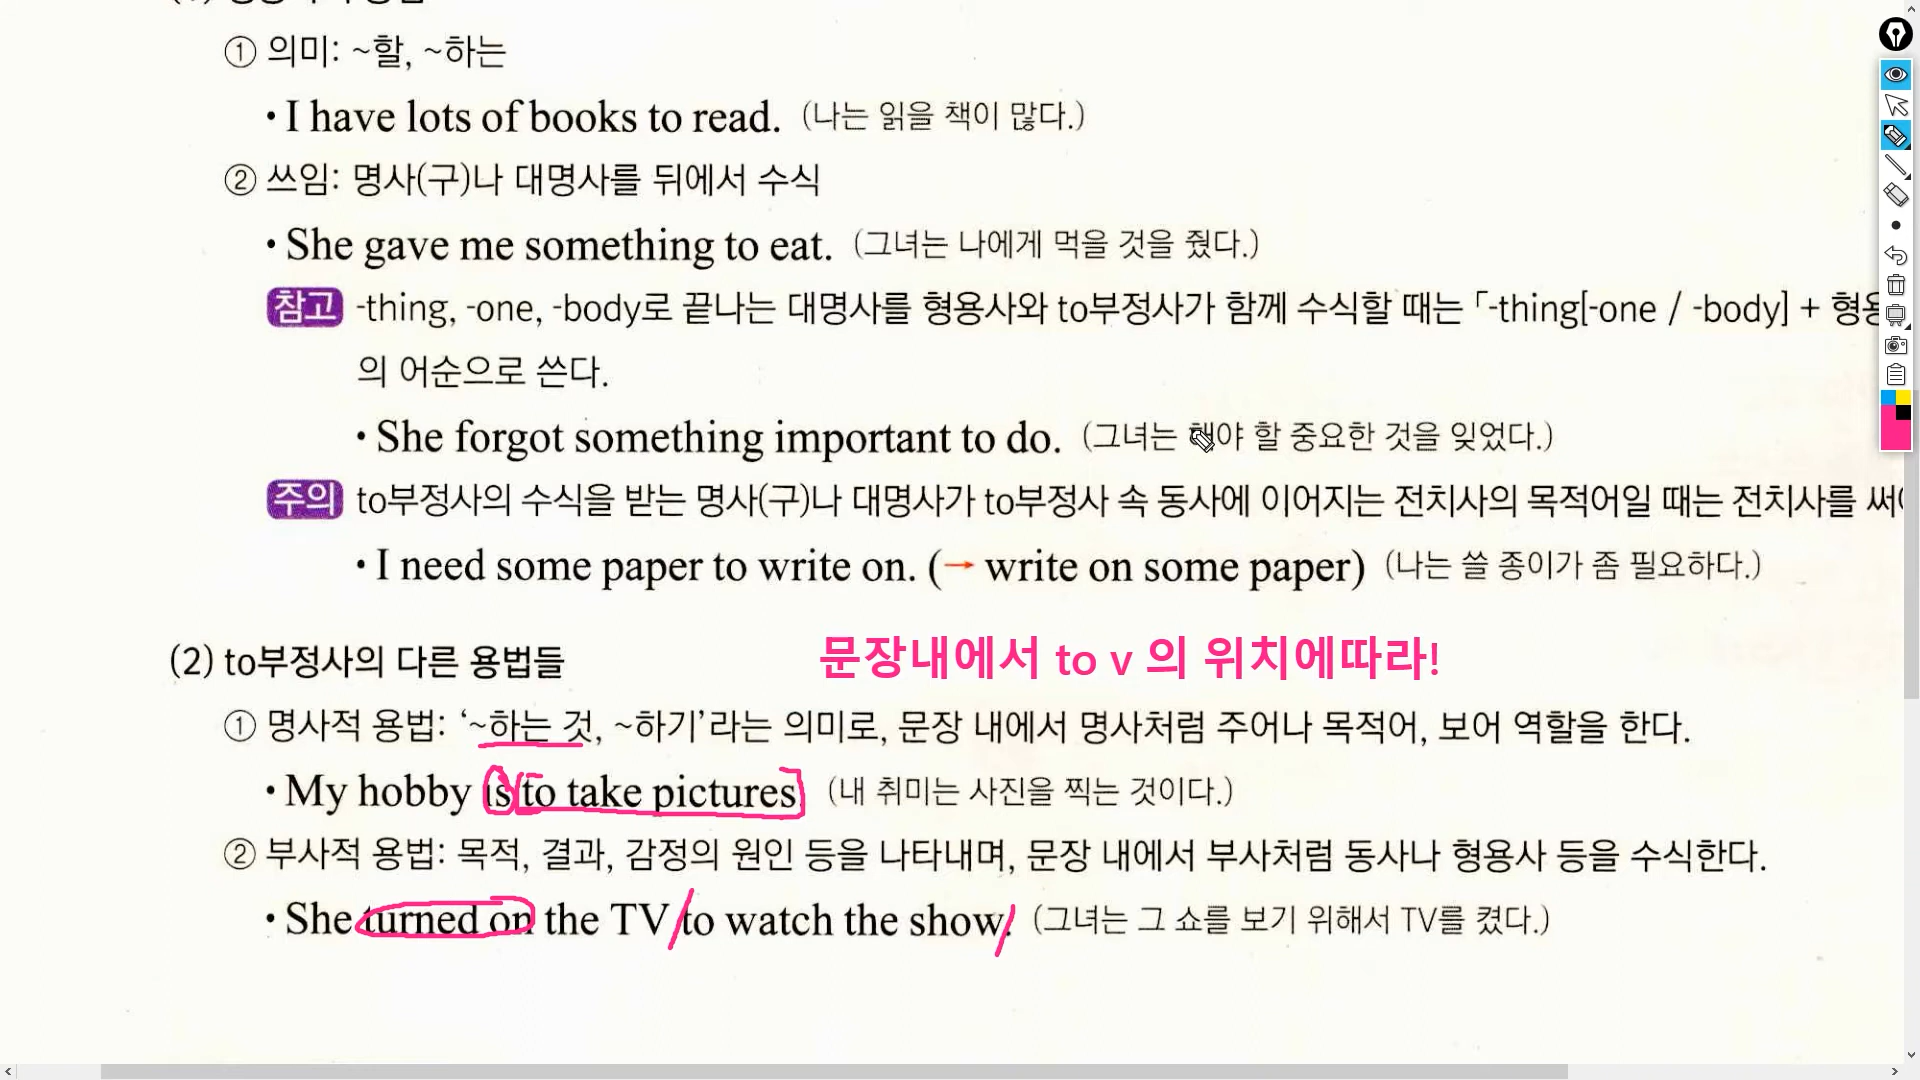 ① 의미: ~할, ~하는
• I have lots of books to read. (나는 읽을 책이 많다.)
② 쓰임: 명사(구)나 대명사를 뒤에서 수식
• She gave me something to eat. (그녀는 나에게 먹을 것을 줬다.)
참고 -thing, -one, -body로 끝나는 대명사를 형용사와 to부정사가 함께 수식할 때는 「-thing[-one / -body] +
의 어순으로 쓴다.
• She forgot something important to do. (그녀는 해야 할 중요한 것을 잊었다.)
주의 to부정사의 수식을 받는 명사(구)나 대명사가 to부정사 속 동사에 이어지는 전치사의 목적어일 때는 전치사를
• I need some paper to write on. (→ write on some paper) (나는 쓸 종이가 좀 필요하다.)
(2) to부정사의 다른 용법들 문장내에서 to v 의 위치에따라!
① 명사적 용법: ‘~하는 것, ~하기’라는 의미로, 문장 내에서 명사처럼 주어나 목적어, 보어 역할을 한다.
• My hobby is to take pictures. (내 취미는 사진을 찍는 것이다.)
② 부사적 용법: 목적, 결과, 감정의 원인 등을 나타내며, 문장 내에서 부사처럼 동사나 형용사 등을 수식한다.
• She turned on the TV to watch the show. (그녀는 그 쇼를 보기 위해서 TV를 켰다.)